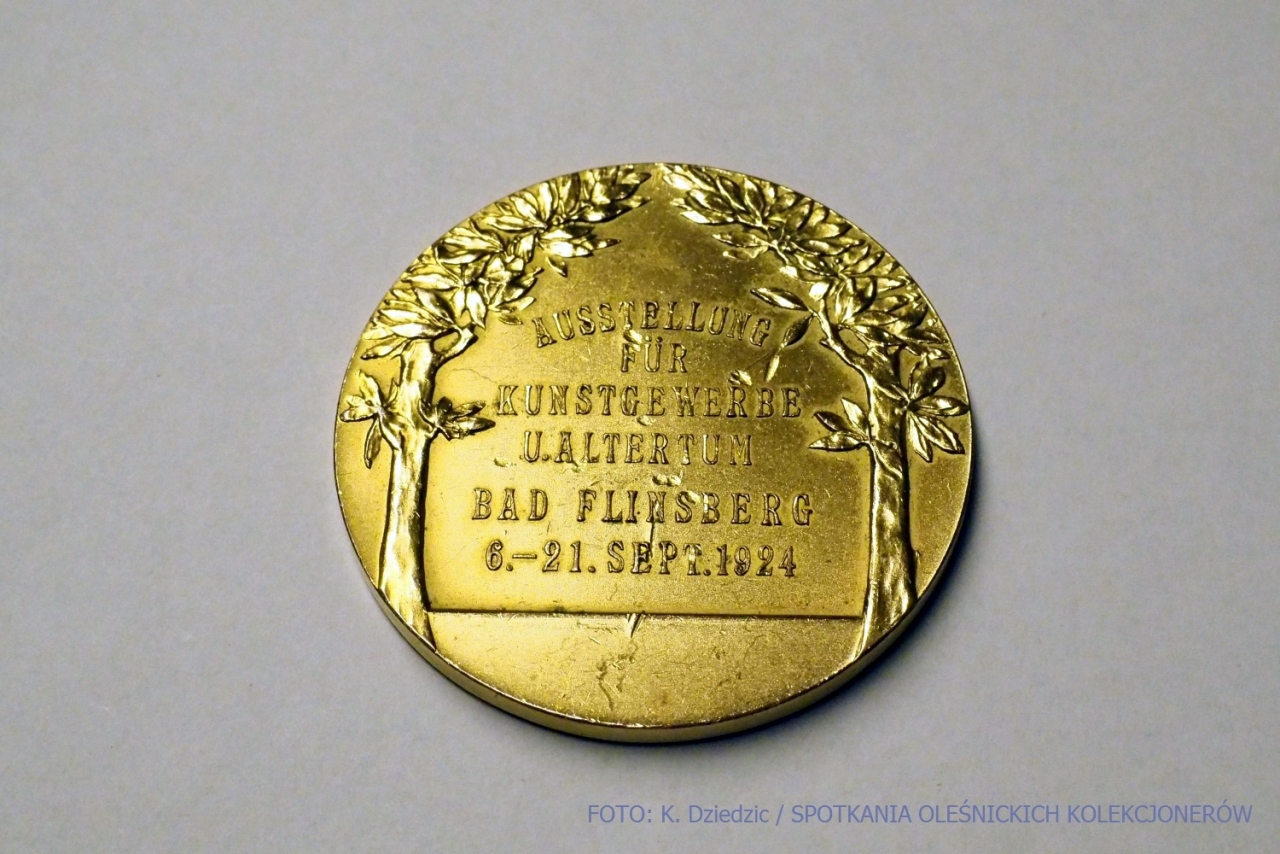 AUSSTELLUNG
FÜR
KUNSTGEWERBE
U.ALTERTUM
BAD FLINSBERG
6.—21.SEPT.1924
FOTO: K. Dziedzic / SPOTKANIA OLEŚNICKICH KOLEKCJONERÓW